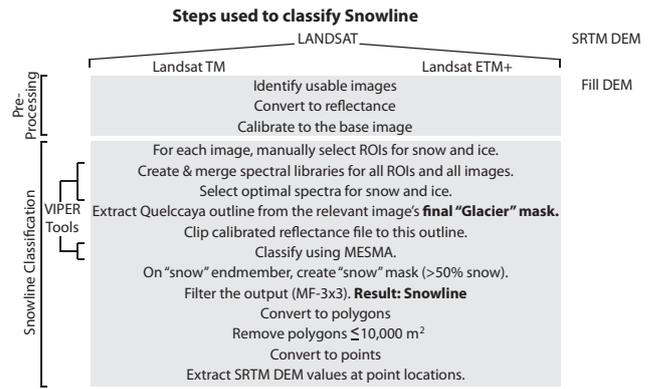 Steps used to classify Snowline
LANDSAT
SRTM DEM
Landsat TM
Landsat ETM+
Pre-
Processing
Identify usable images
Fill DEM
Convert to reflectance
Calibrate to the base image
Snowline Classification
VIPER
Tools
For each image, manually select ROIs for snow and ice.
Create & merge spectral libraries for all ROIs and all images.
Select optimal spectra for snow and ice.
Extract Quelccaya outline from the relevant image's final “Glacier” mask.
Clip calibrated reflectance file to this outline.
Classify using MESMA.
On “snow” endmember, create “snow” mask (>50% snow).
Filter the output (MF-3x3). Result: Snowline
Convert to polygons
Remove polygons ≤10,000 m²
Convert to points
Extract SRTM DEM values at point locations.